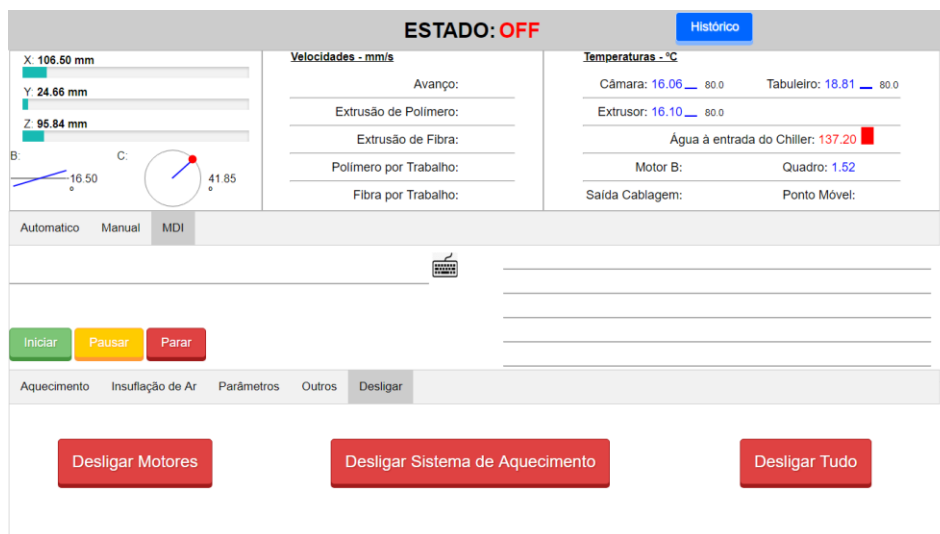 ESTADO: OFF
Histórico
X: 106.50 mm
Y: 24.66 mm
Z: 95.84 mm
B:
16.50
º
C:
41.85
º
Velocidades - mm/s
Avanço:
Extrusão de Polímero:
Extrusão de Fibra:
Polímero por Trabalho:
Fibra por Trabalho:
Temperaturas - ºC
Câmara: 16.06 80.0 Tabuleiro: 18.81 80.0
Extrusor: 16.10 80.0
Água à entrada do Chiller: 137.20
Motor B: Quadro: 1.52
Saída Cablagem: Ponto Móvel:
Automatico Manual MDI
Iniciar Pausar Parar
Aquecimento Insuflação de Ar Parâmetros Outros Desligar
Desligar Motores Desligar Sistema de Aquecimento Desligar Tudo